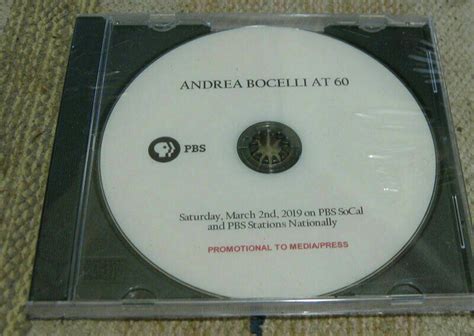 ANDREA BOCELLI AT 60
PBS
Saturday, March 2nd, 2019 on PBS SoCal
and PBS Stations Nationally
PROMOTIONAL TO MEDIA/PRESS